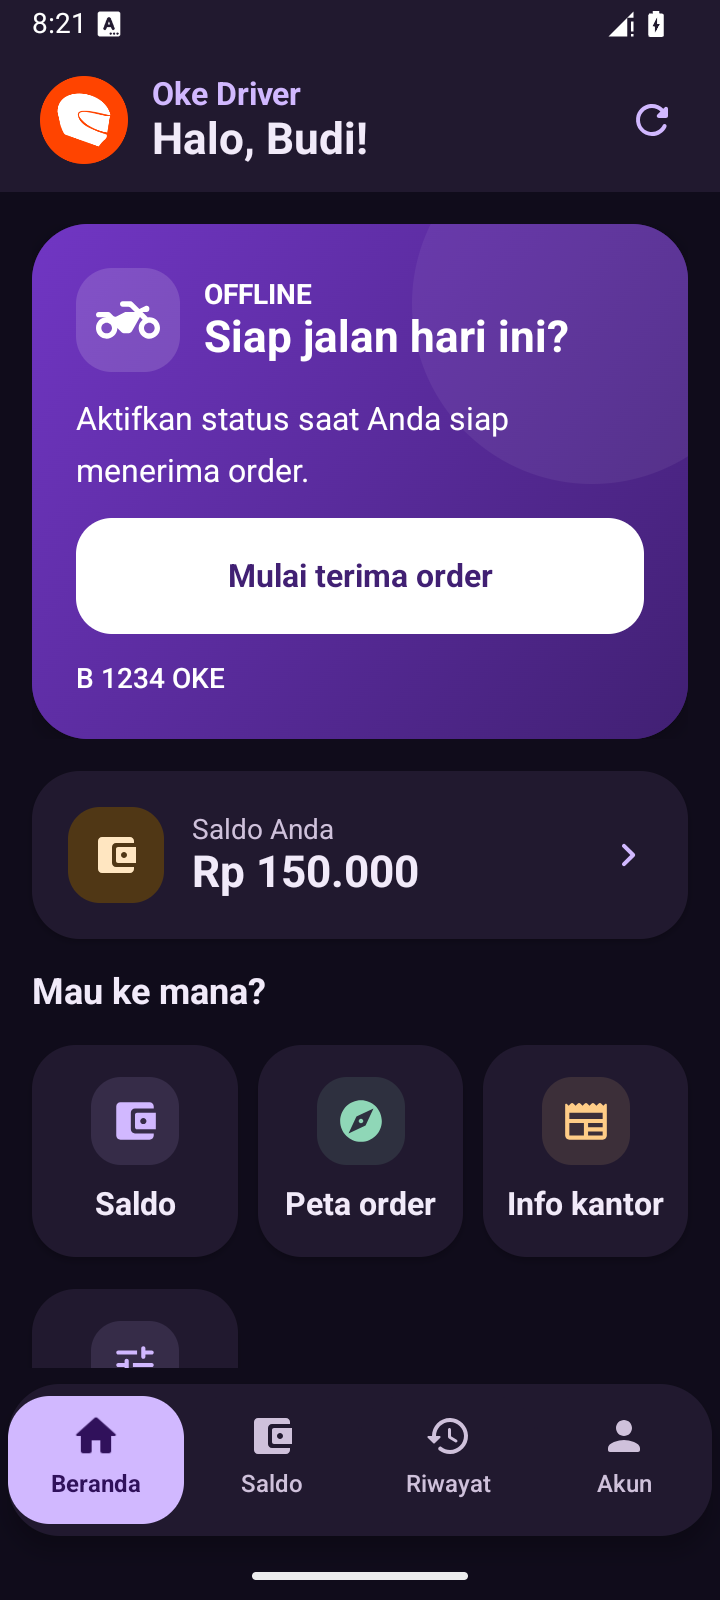 8:21
Oke Driver
Halo, Budi!
OFFLINE
Siap jalan hari ini?
Aktifkan status saat Anda siap
menerima order.
Mulai terima order
B 1234 OKE
Saldo Anda
Rp 150.000
Mau ke mana?
Saldo
Peta order
Info kantor
Beranda
Saldo
Riwayat
Akun